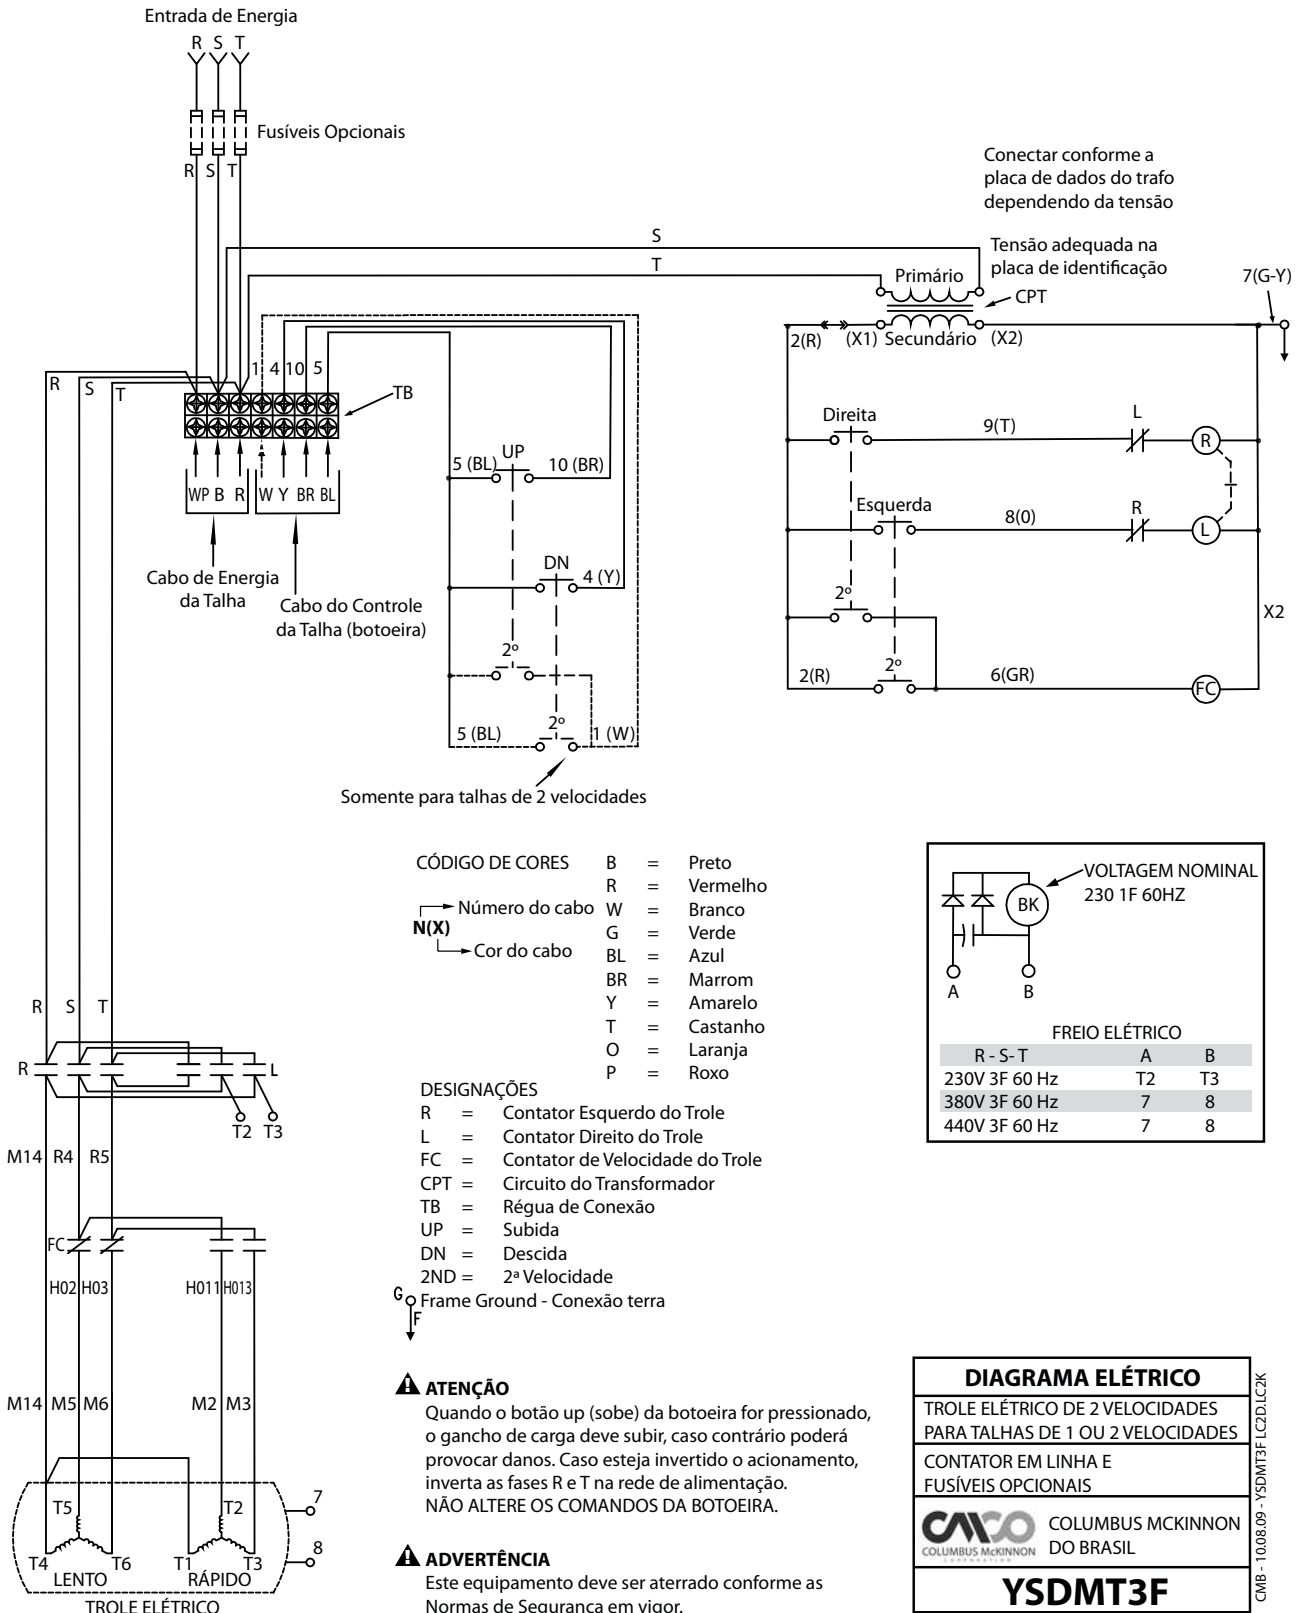 Entrada de Energia
R S T
Fusíveis Opcionais
R S T
Conectar conforme a
placa de dados do trafo
dependendo da tensão
S
T
Tensão adequada na
placa de identificação
7(G-Y)
Primário
CPT
2(R) (X1) Secundário (X2)
R S T
1 4 10 5
TB
WP B R W Y BR BL
Cabo de Energia
da Talha
Cabo do Controle
da Talha (botoeira)
UP
5 (BL) 10 (BR)
DN
4 (Y)
2º
2º
5 (BL) 1 (W)
Somente para talhas de 2 velocidades
Direita
9(T)
L
R
Esquerda
8(0)
R
L
2º
X2
2º
2(R) 6(GR)
FC
CÓDIGO DE CORES
Número do cabo
N(X)
Cor do cabo
B = Preto
R = Vermelho
W = Branco
G = Verde
BL = Azul
BR = Marrom
Y = Amarelo
T = Castanho
O = Laranja
P = Roxo
DESIGNAÇÕES
R = Contator Esquerdo do Trole
L = Contator Direito do Trole
FC = Contator de Velocidade do Trole
CPT = Circuito do Transformador
TB = Régua de Conexão
UP = Subida
DN = Descida
2ND = 2ª Velocidade
G
F
Frame Ground - Conexão terra
BK
VOLTAGEM NOMINAL
230 1F 60HZ
A B
FREIO ELÉTRICO
R - S- T A B
230V 3F 60 Hz T2 T3
380V 3F 60 Hz 7 8
440V 3F 60 Hz 7 8
R S T
R L
T2 T3
M14 R4 R5
FC
H02 H03 H011 H013
M14 M5 M6 M2 M3
T5 T2
7
8
T4 T6 T1 T3
LENTO RÁPIDO
TROLE ELÉTRICO
ATENÇÃO
Quando o botão up (sobe) da botoeira for pressionado,
o gancho de carga deve subir, caso contrário poderá
provocar danos. Caso esteja invertido o acionamento,
inverta as fases R e T na rede de alimentação.
NÃO ALTERE OS COMANDOS DA BOTOEIRA.
ADVERTÊNCIA
Este equipamento deve ser aterrado conforme as
Normas de Segurança em vigor.
DIAGRAMA ELÉTRICO
TROLE ELÉTRICO DE 2 VELOCIDADES
PARA TALHAS DE 1 OU 2 VELOCIDADES
CONTATOR EM LINHA E
FUSÍVEIS OPCIONAIS
CMCO
COLUMBUS McKINNON
CORPORATION
COLUMBUS MCKINNON
DO BRASIL
YSDMT3F
CMB - 10.08.09 - YSDMT3F LC2D.LC2K